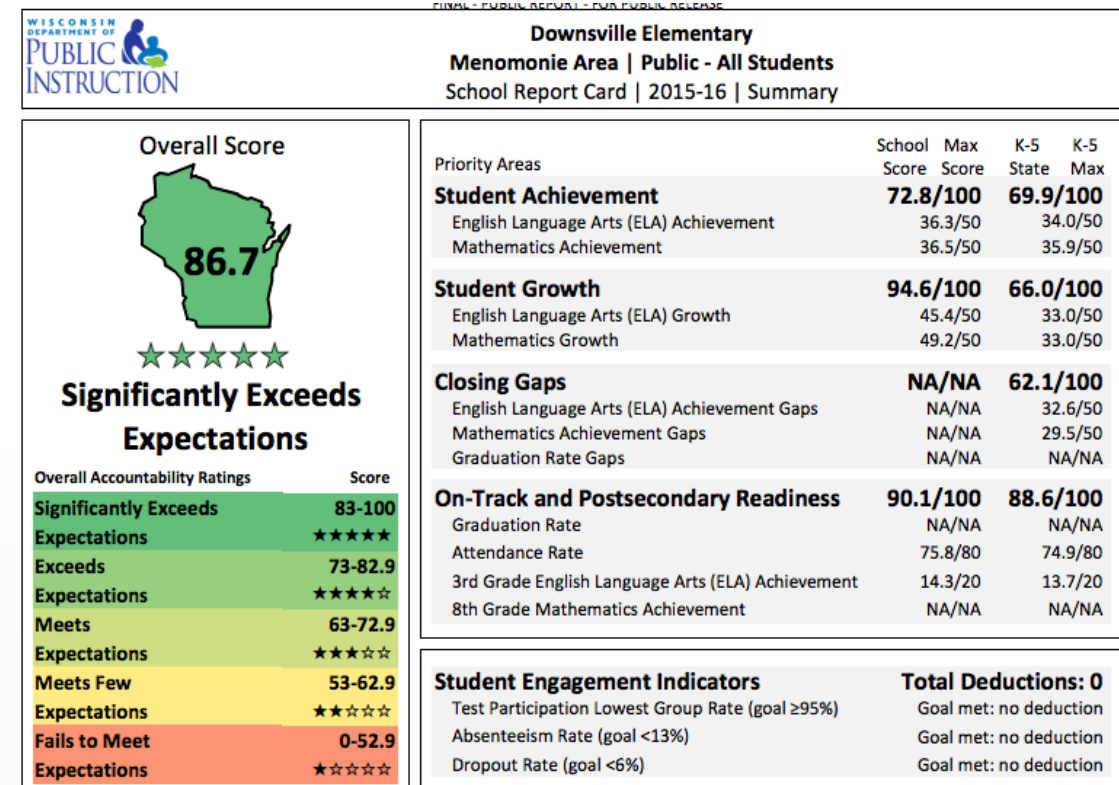 FINAL - PUBLIC REPORT - FOR PUBLIC RELEASE
WISCONSIN
DEPARTMENT OF
PUBLIC
INSTRUCTION
Downsville Elementary
Menomonie Area | Public - All Students
School Report Card | 2015-16 | Summary
Overall Score
86.7
Significantly Exceeds
Expectations
Overall Accountability Ratings Score
Significantly Exceeds 83-100
Expectations ★★★★★
Exceeds 73-82.9
Expectations ★★★★☆
Meets 63-72.9
Expectations ★★★☆☆
Meets Few 53-62.9
Expectations ★★☆☆☆
Fails to Meet 0-52.9
Expectations ★☆☆☆☆
School Max K-5 K-5
Priority Areas Score Score State Max
Student Achievement 72.8/100 69.9/100
English Language Arts (ELA) Achievement 36.3/50 34.0/50
Mathematics Achievement 36.5/50 35.9/50
Student Growth 94.6/100 66.0/100
English Language Arts (ELA) Growth 45.4/50 33.0/50
Mathematics Growth 49.2/50 33.0/50
Closing Gaps NA/NA 62.1/100
English Language Arts (ELA) Achievement Gaps NA/NA 32.6/50
Mathematics Achievement Gaps NA/NA 29.5/50
Graduation Rate Gaps NA/NA NA/NA
On-Track and Postsecondary Readiness 90.1/100 88.6/100
Graduation Rate NA/NA NA/NA
Attendance Rate 75.8/80 74.9/80
3rd Grade English Language Arts (ELA) Achievement 14.3/20 13.7/20
8th Grade Mathematics Achievement NA/NA NA/NA
Student Engagement Indicators Total Deductions: 0
Test Participation Lowest Group Rate (goal ≥95%) Goal met: no deduction
Absenteeism Rate (goal <13%) Goal met: no deduction
Dropout Rate (goal <6%) Goal met: no deduction